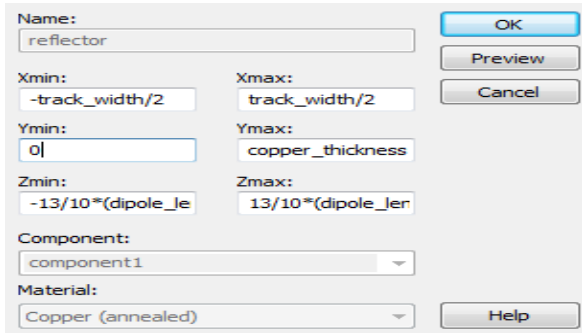 Name:
OK
reflector
Preview
Xmin: Xmax:
-track_width/2 track_width/2
Cancel
Ymin: Ymax:
0 copper_thickness
Zmin: Zmax:
-13/10*(dipole_le 13/10*(dipole_len
Component:
component1
Material:
Copper (annealed)
Help